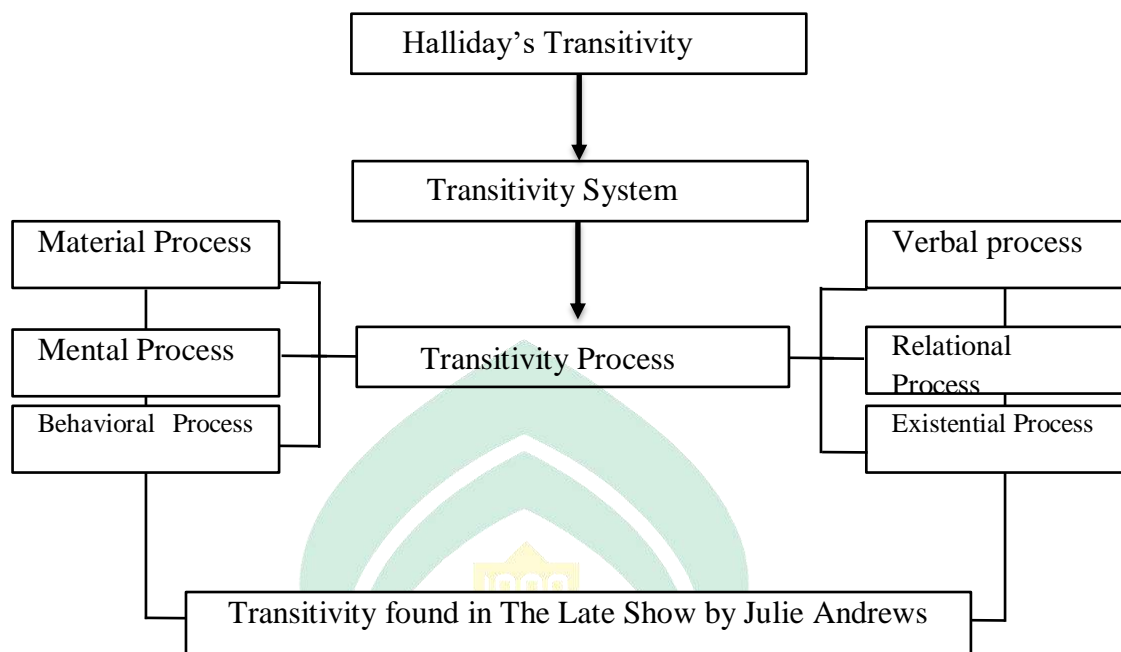 Halliday’s Transitivity
Transitivity System
Material Process
Verbal process
Mental Process
Transitivity Process
Relational
Process
Behavioral Process
Existential Process
Transitivity found in The Late Show by Julie Andrews